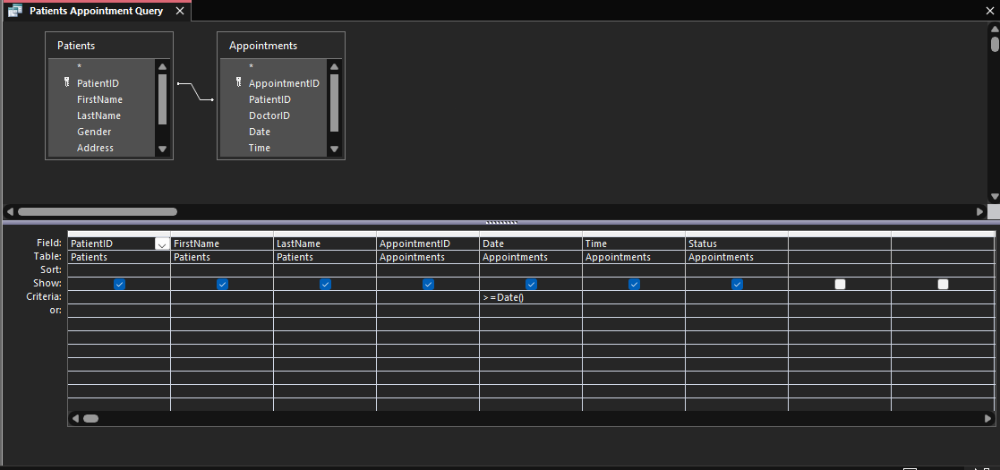 Patients Appointment Query
Patients
*
PatientID
FirstName
LastName
Gender
Address
Appointments
*
AppointmentID
PatientID
DoctorID
Date
Time
Field: PatientID FirstName LastName AppointmentID Date Time Status
Table: Patients Patients Patients Appointments Appointments Appointments Appointments
Sort:
Show:
Criteria: >=Date()
or: